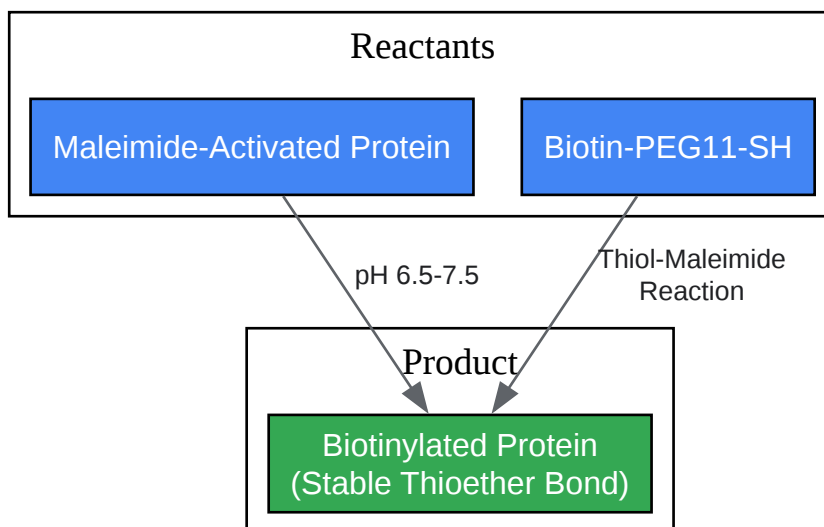 Reactants
Maleimide-Activated Protein
Biotin-PEG11-SH
pH 6.5-7.5
Thiol-Maleimide
Reaction
Product
Biotinylated Protein
(Stable Thioether Bond)